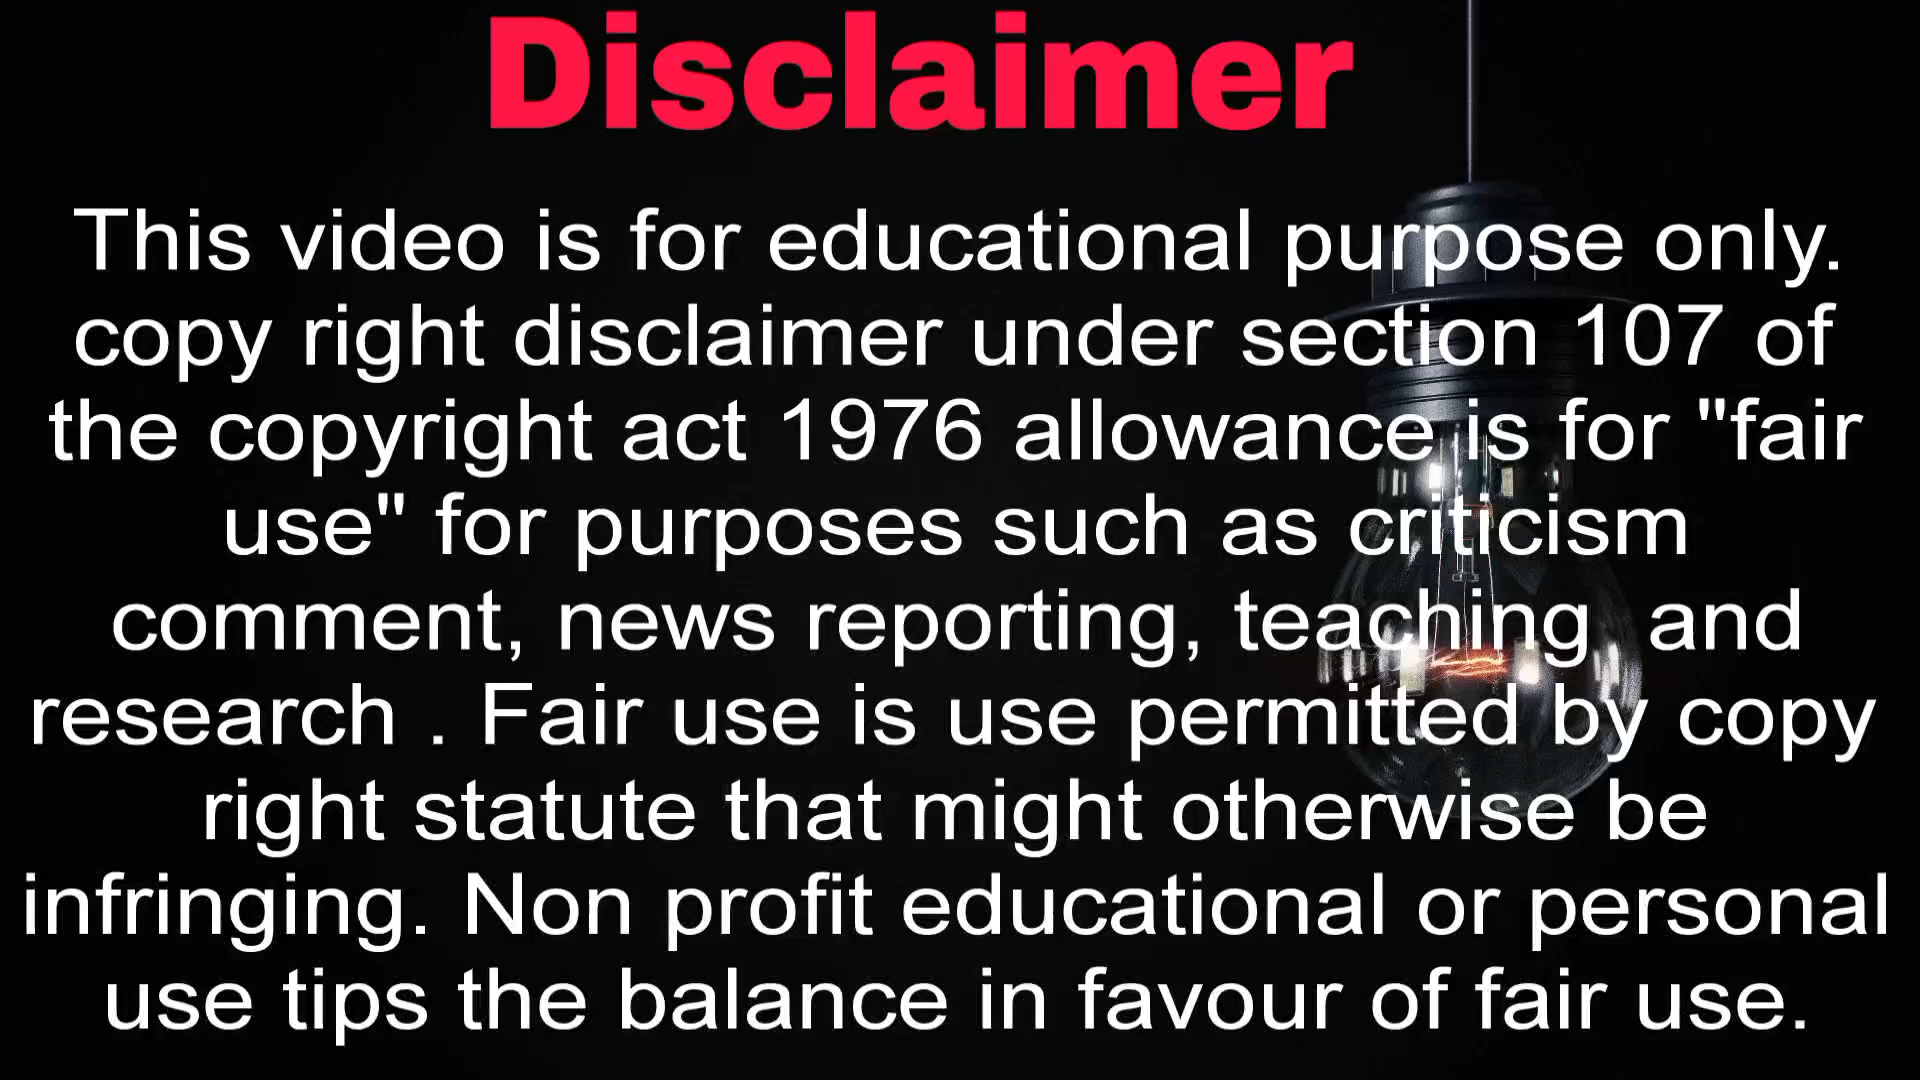 Disclaimer
This video is for educational purpose only.
copy right disclaimer under section 107 of
the copyright act 1976 allowance is for "fair
use" for purposes such as criticism
comment, news reporting, teaching  and
research . Fair use is use permitted by copy
right statute that might otherwise be
infringing. Non profit educational or personal
use tips the balance in favour of fair use.